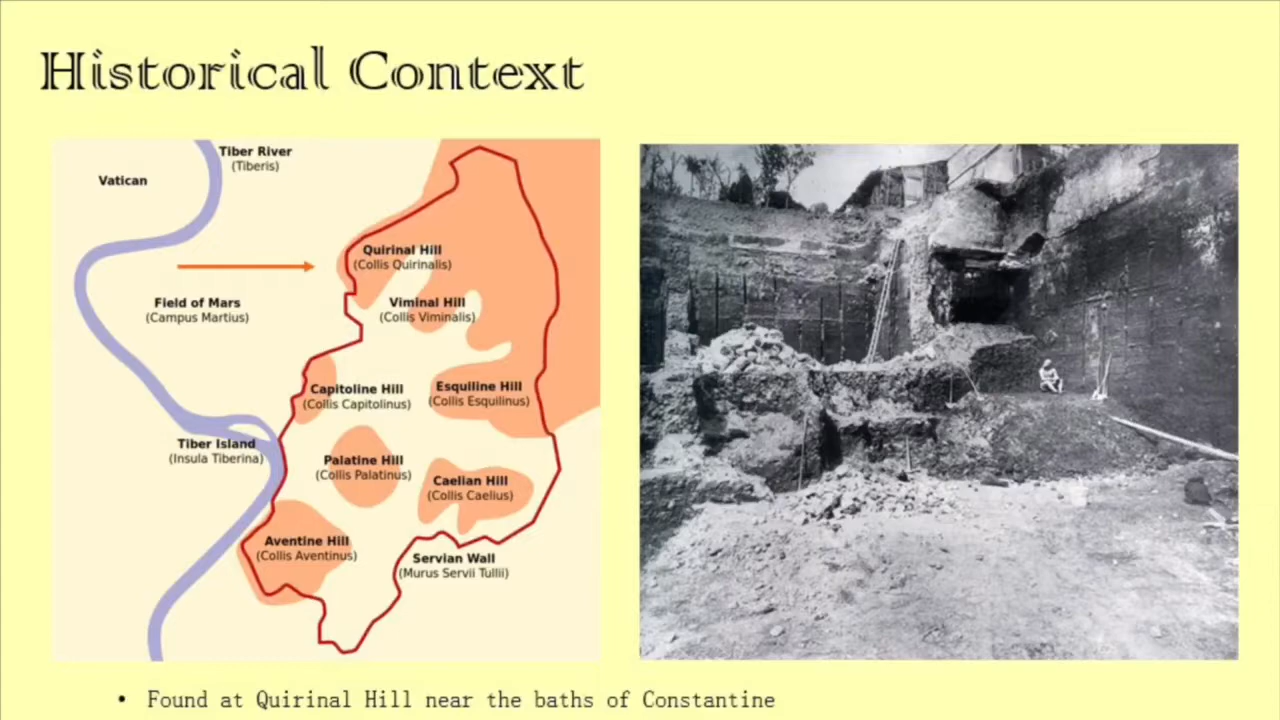 Historical Context
Tiber River
(Tiberis)
Vatican
Quirinal Hill
(Collis Quirinalis)
Field of Mars
(Campus Martius)
Viminal Hill
(Collis Viminalis)
Capitoline Hill
(Collis Capitolinus)
Esquiline Hill
(Collis Esquilinus)
Tiber Island
(Insula Tiberina)
Palatine Hill
(Collis Palatinus)
Caelian Hill
(Collis Caelius)
Aventine Hill
(Collis Aventinus)
Servian Wall
(Murus Servii Tullii)
• Found at Quirinal Hill near the baths of Constantine